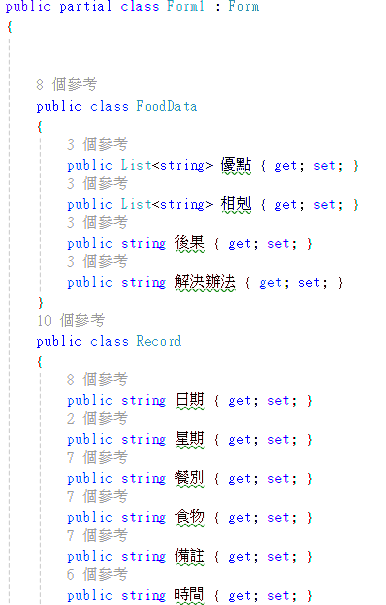 public partial class Form1 : Form
{
8 個參考
public class FoodData
{
3 個參考
public List<string> 優點 { get; set; }
3 個參考
public List<string> 相剋 { get; set; }
3 個參考
public string 後果 { get; set; }
3 個參考
public string 解決辦法 { get; set; }
}
10 個參考
public class Record
{
8 個參考
public string 日期 { get; set; }
2 個參考
public string 星期 { get; set; }
7 個參考
public string 餐別 { get; set; }
7 個參考
public string 食物 { get; set; }
7 個參考
public string 備註 { get; set; }
6 個參考
public string 時間 { get; set; }